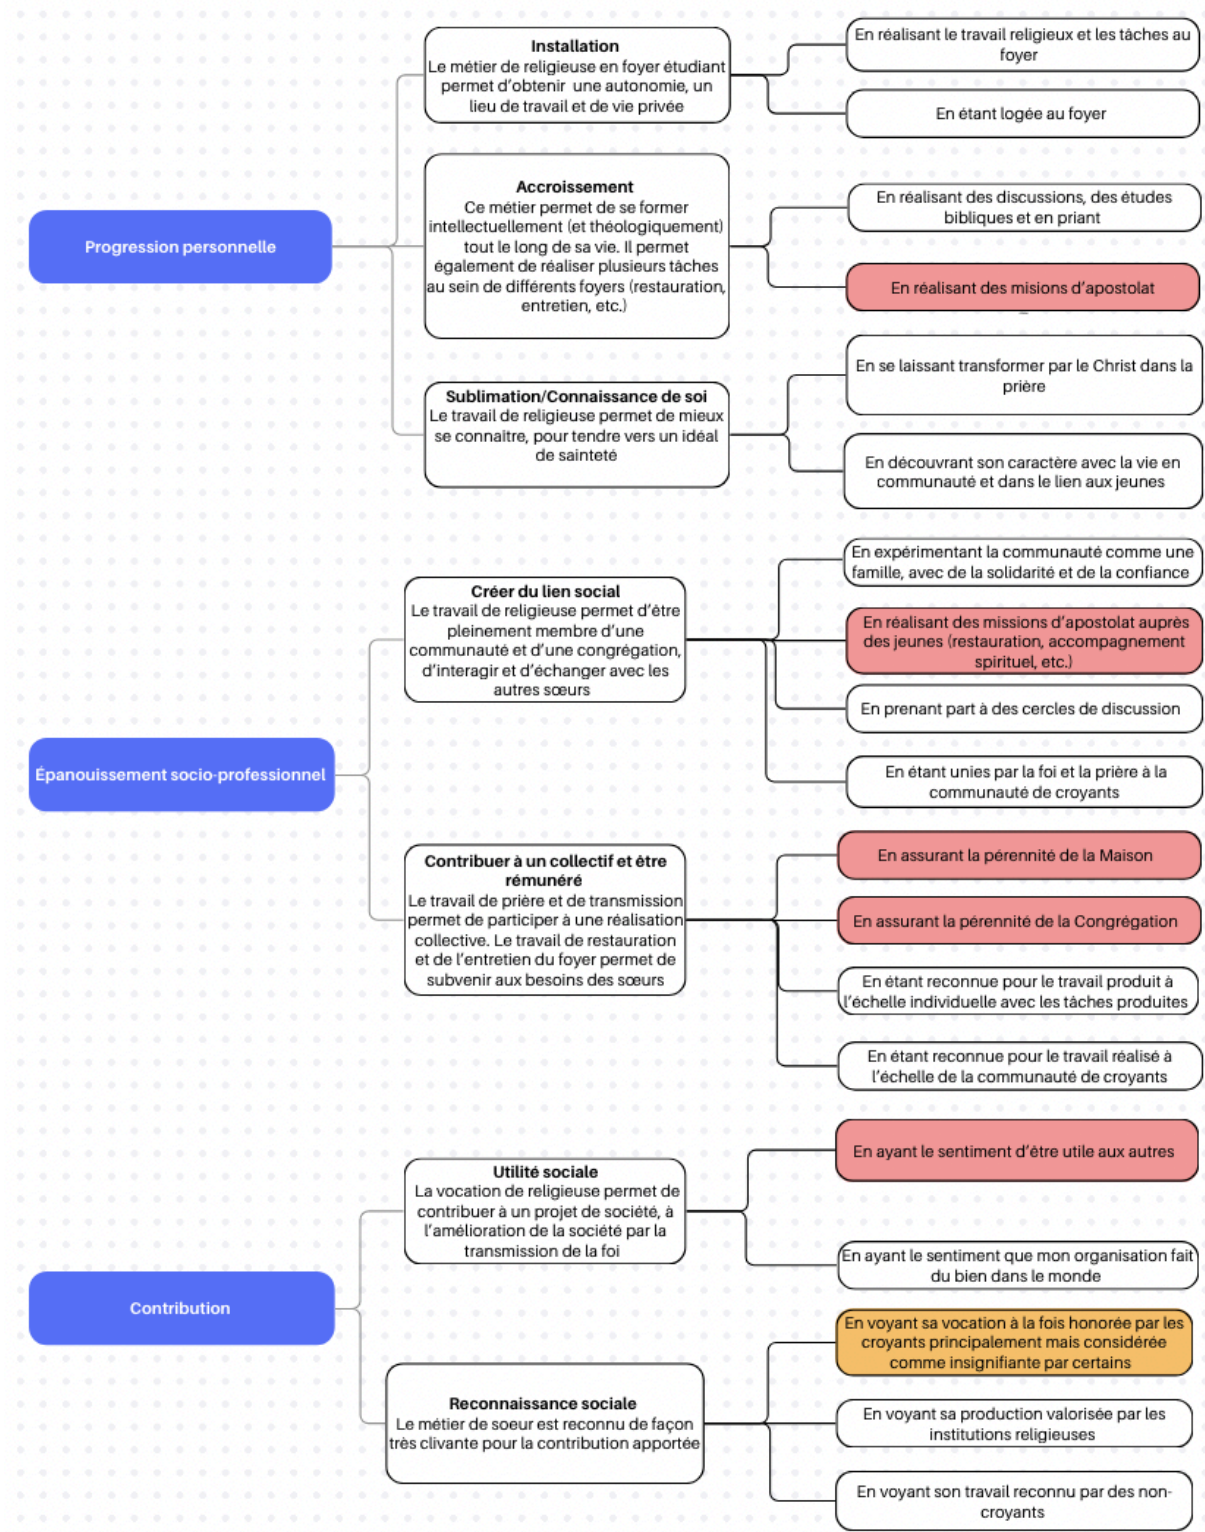 Installation
Le métier de religieuse en foyer étudiant
permet d'obtenir une autonomie, un
lieu de travail et de vie privée
En réalisant le travail religieux et les tâches au
foyer
En étant logée au foyer
Progression personnelle
Accroissement
Ce métier permet de se former
intellectuellement (et théologiquement)
tout le long de sa vie. Il permet
également de réaliser plusieurs tâches
au sein de différents foyers (restauration,
entretien, etc.)
En réalisant des discussions, des études
bibliques et en priant
En réalisant des misions d'apostolat
Sublimation/Connaissance de soi
Le travail de religieuse permet de mieux
se connaître, pour tendre vers un idéal
de sainteté
En se laissant transformer par le Christ dans la
prière
En découvrant son caractère avec la vie en
communauté et dans le lien aux jeunes
Épanouissement socio-professionnel
Créer du lien social
Le travail de religieuse permet d'être
pleinement membre d'une
communauté et d'une congrégation,
d'interagir et d'échanger avec les
autres sœurs
En expérimentant la communauté comme une
famille, avec de la solidarité et de la confiance
En réalisant des missions d'apostolat auprès
des jeunes (restauration, accompagnement
spirituel, etc.)
En prenant part à des cercles de discussion
En étant unies par la foi et la prière à la
communauté de croyants
Contribuer à un collectif et être
rémunéré
Le travail de prière et de transmission
permet de participer à une réalisation
collective. Le travail de restauration
et de l'entretien du foyer permet de
subvenir aux besoins des sœurs
En assurant la pérennité de la Maison
En assurant la pérennité de la Congrégation
En étant reconnue pour le travail produit à
l'échelle individuelle avec les tâches produites
En étant reconnue pour le travail réalisé à
l'échelle de la communauté de croyants
Contribution
Utilité sociale
La vocation de religieuse permet de
contribuer à un projet de société, à
l'amélioration de la société par la
transmission de la foi
En ayant le sentiment d'être utile aux autres
En ayant le sentiment que mon organisation fait
du bien dans le monde
Reconnaissance sociale
Le métier de soeur est reconnu de façon
très clivante pour la contribution apportée
En voyant sa vocation à la fois honorée par les
croyants principalement mais considérée
comme insignifiante par certains
En voyant sa production valorisée par les
institutions religieuses
En voyant son travail reconnu par des non-
croyants